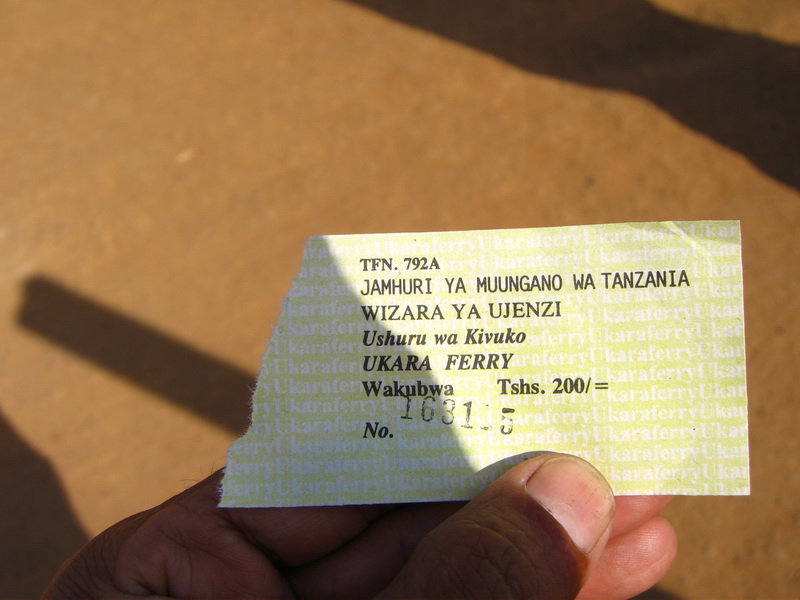 TFN. 792A
JAMHURI YA MUUNGANO WA TANZANIA
WIZARA YA UJENZI
Ushuru wa Kivuko
UKARA FERRY
Wakubwa Tshs. 200/=
No.